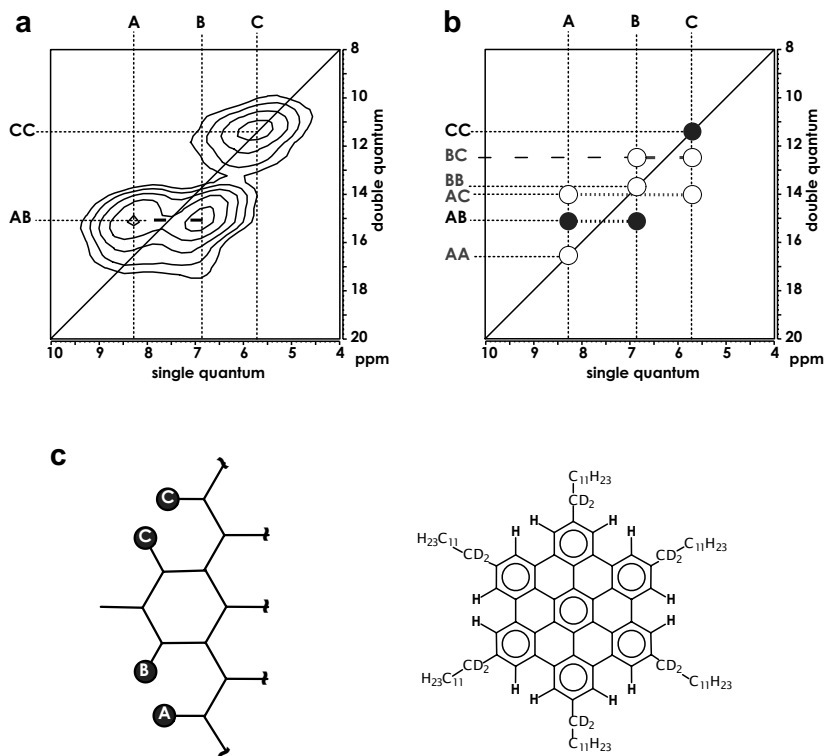 a
A B C
8
10
12
14
16
18
20
double quantum
CC
AB
10 9 8 7 6 5 4
ppm
single quantum
b
A B C
8
10
12
14
16
18
20
double quantum
CC
BC
BB
AC
AB
AA
10 9 8 7 6 5 4
ppm
single quantum
c
C
C
B
A
C11H23
CD2
H H
H23C11 H H C11H23
CD2 CD2
H H
H H
CD2 CD2
H23C11 H H C11H23
H H
CD2
C11H23